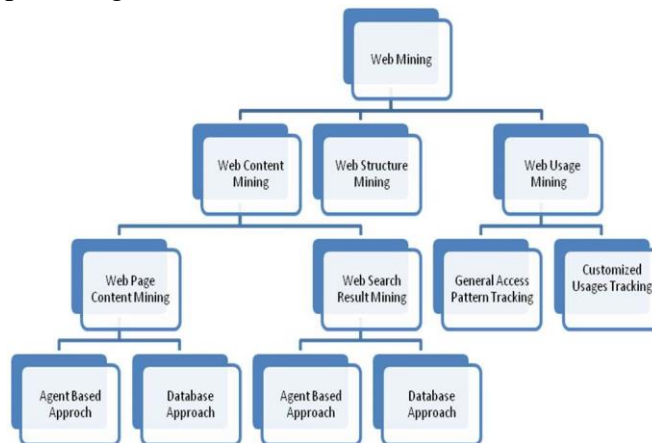 Web Mining
Web Content
Mining
Web Structure
Mining
Web Usage
Mining
Web Page
Content Mining
Web Search
Result Mining
General Access
Pattern Tracking
Customized
Usages Tracking
Agent Based
Approch
Database
Approach
Agent Based
Approach
Database
Approach